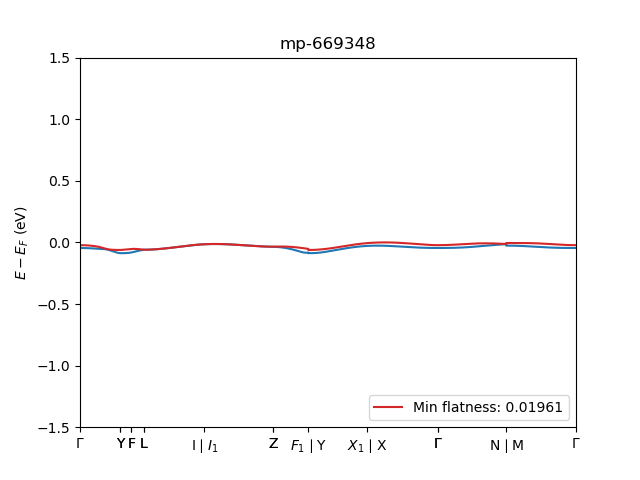 mp-669348
1.5
1.0
0.5
0.0
−0.5
−1.0
−1.5
E − E_F (eV)
Min flatness: 0.01961
Γ Y F L I | I₁ Z F₁ | Y X₁ | X Γ N | M Γ